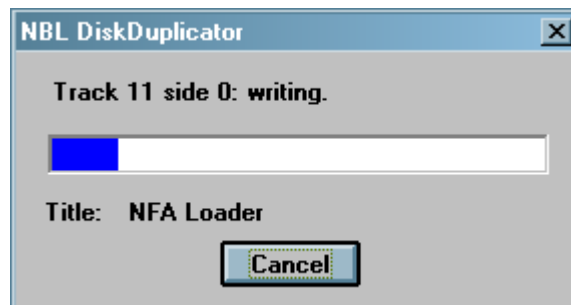 NBL DiskDuplicator
Track 11 side 0: writing.
Title: NFA Loader
Cancel